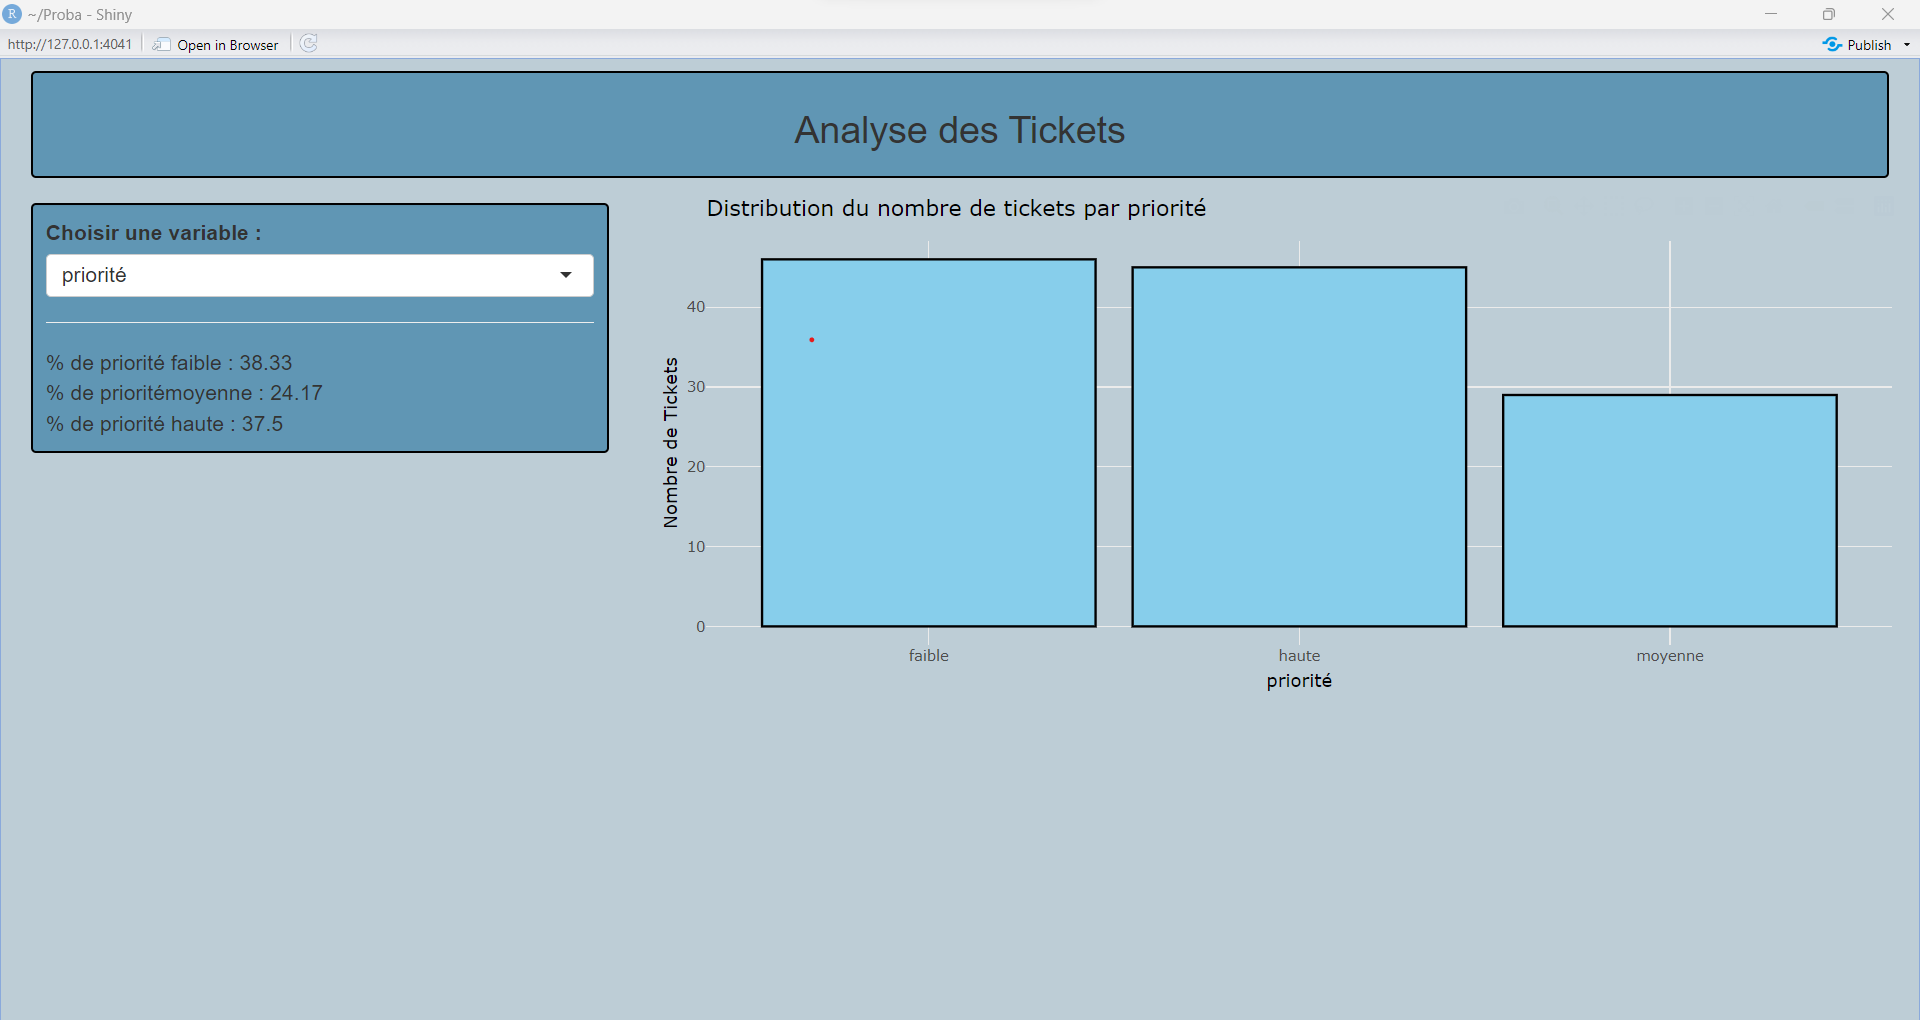 R ~/Proba - Shiny
http://127.0.0.1:4041 Open in Browser Publish
Analyse des Tickets
Choisir une variable :
priorité
% de priorité faible : 38.33
% de prioritémoyenne : 24.17
% de priorité haute : 37.5
Distribution du nombre de tickets par priorité
Nombre de Tickets
40
30
20
10
0
faible haute moyenne
priorité